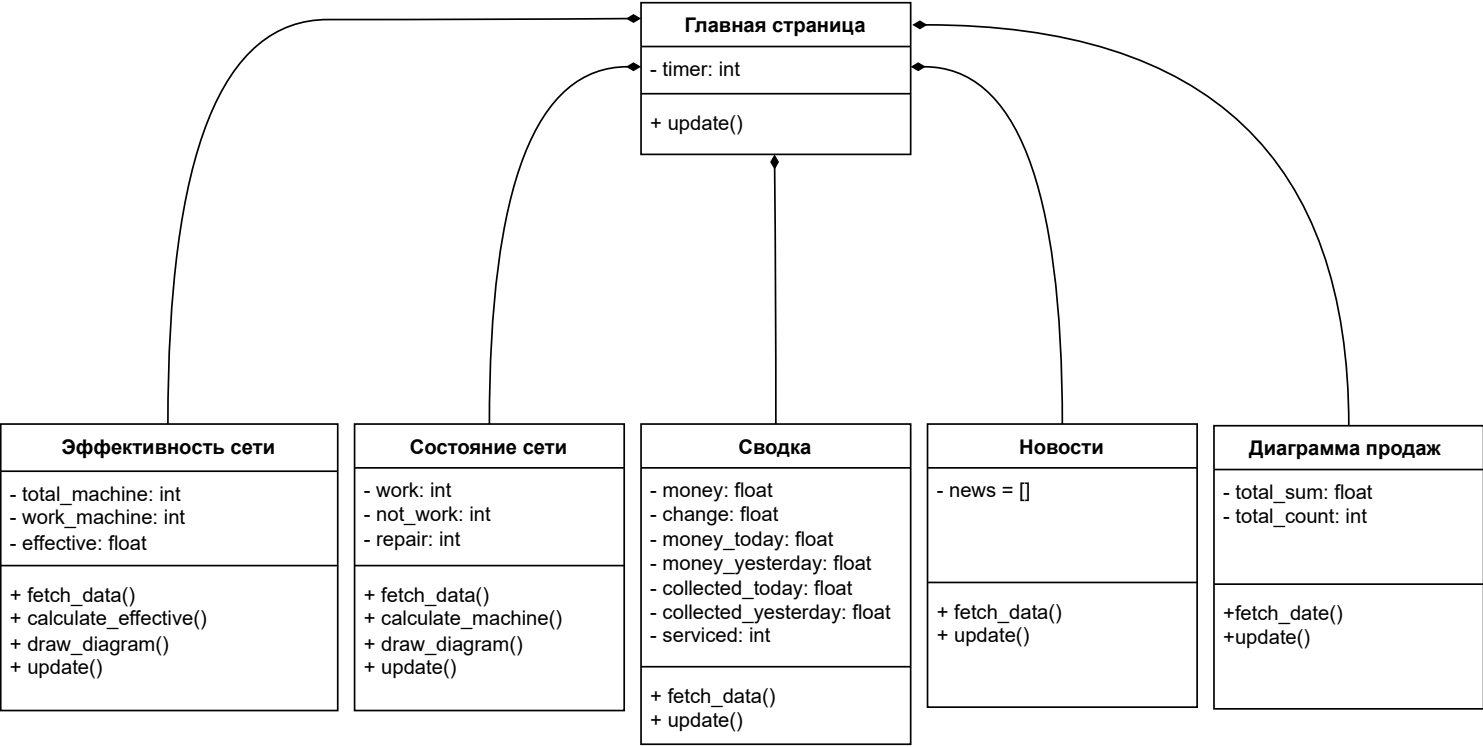 Главная страница
- timer: int
+ update()
Эффективность сети
- total_machine: int
- work_machine: int
- effective: float
+ fetch_data()
+ calculate_effective()
+ draw_diagram()
+ update()
Состояние сети
- work: int
- not_work: int
- repair: int
+ fetch_data()
+ calculate_machine()
+ draw_diagram()
+ update()
Сводка
- money: float
- change: float
- money_today: float
- money_yesterday: float
- collected_today: float
- collected_yesterday: float
- serviced: int
+ fetch_data()
+ update()
Новости
- news = []
+ fetch_data()
+ update()
Диаграмма продаж
- total_sum: float
- total_count: int
+fetch_date()
+update()